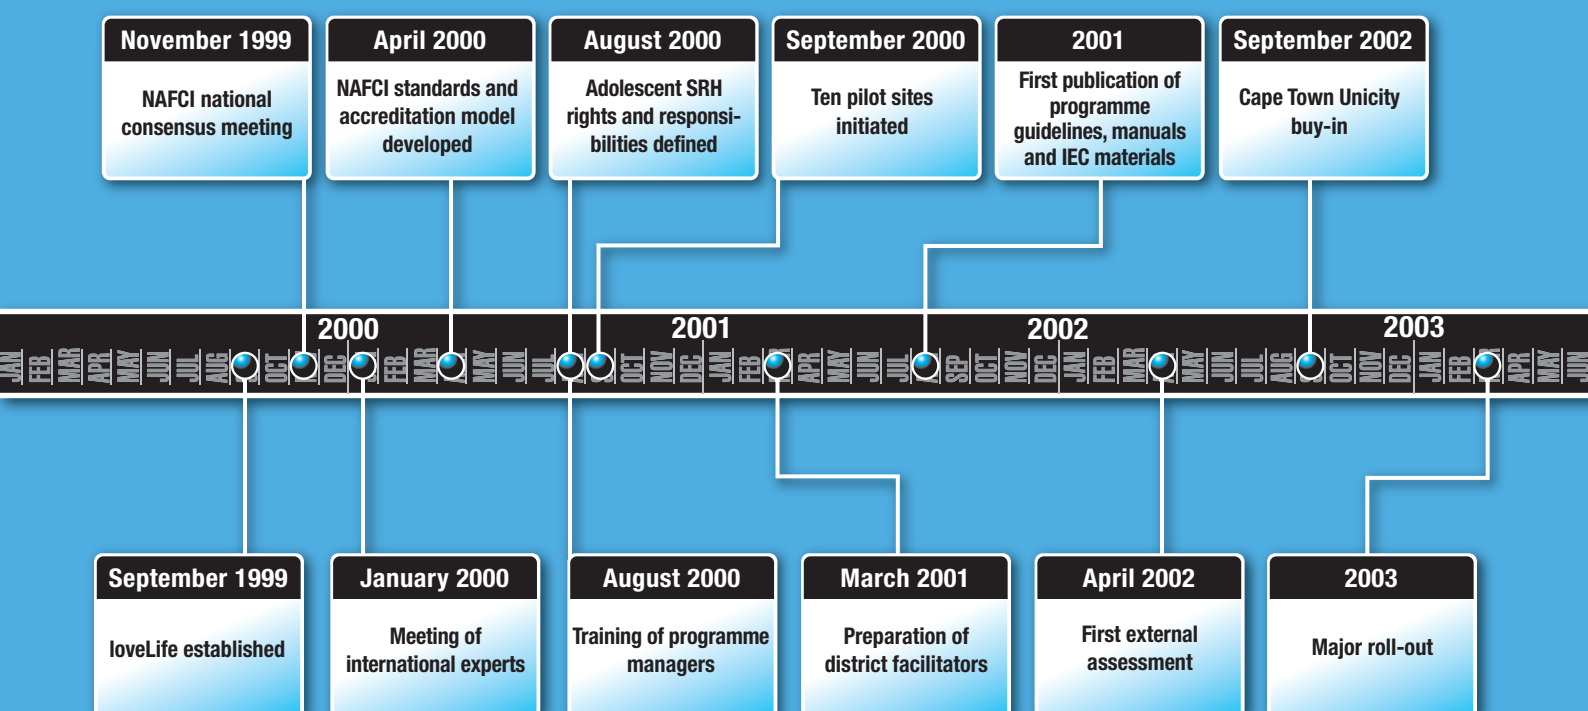 November 1999
NAFCI national
consensus meeting
April 2000
NAFCI standards and
accreditation model
developed
August 2000
Adolescent SRH
rights and responsi-
bilities defined
September 2000
Ten pilot sites
initiated
2001
First publication of
programme
guidelines, manuals
and IEC materials
September 2002
Cape Town Unicity
buy-in
2000
2001
2002
2003
JAN
FEB
MAR
APR
MAY
JUN
JUL
AUG
OCT
DEC
FEB
MAR
MAY
JUN
JUL
OCT
NOV
DEC
JAN
FEB
APR
MAY
JUN
JUL
SEP
OCT
NOV
DEC
JAN
FEB
MAR
MAY
JUN
JUL
AUG
OCT
NOV
DEC
JAN
FEB
APR
MAY
JUN
September 1999
loveLife established
January 2000
Meeting of
international experts
August 2000
Training of programme
managers
March 2001
Preparation of
district facilitators
April 2002
First external
assessment
2003
Major roll-out